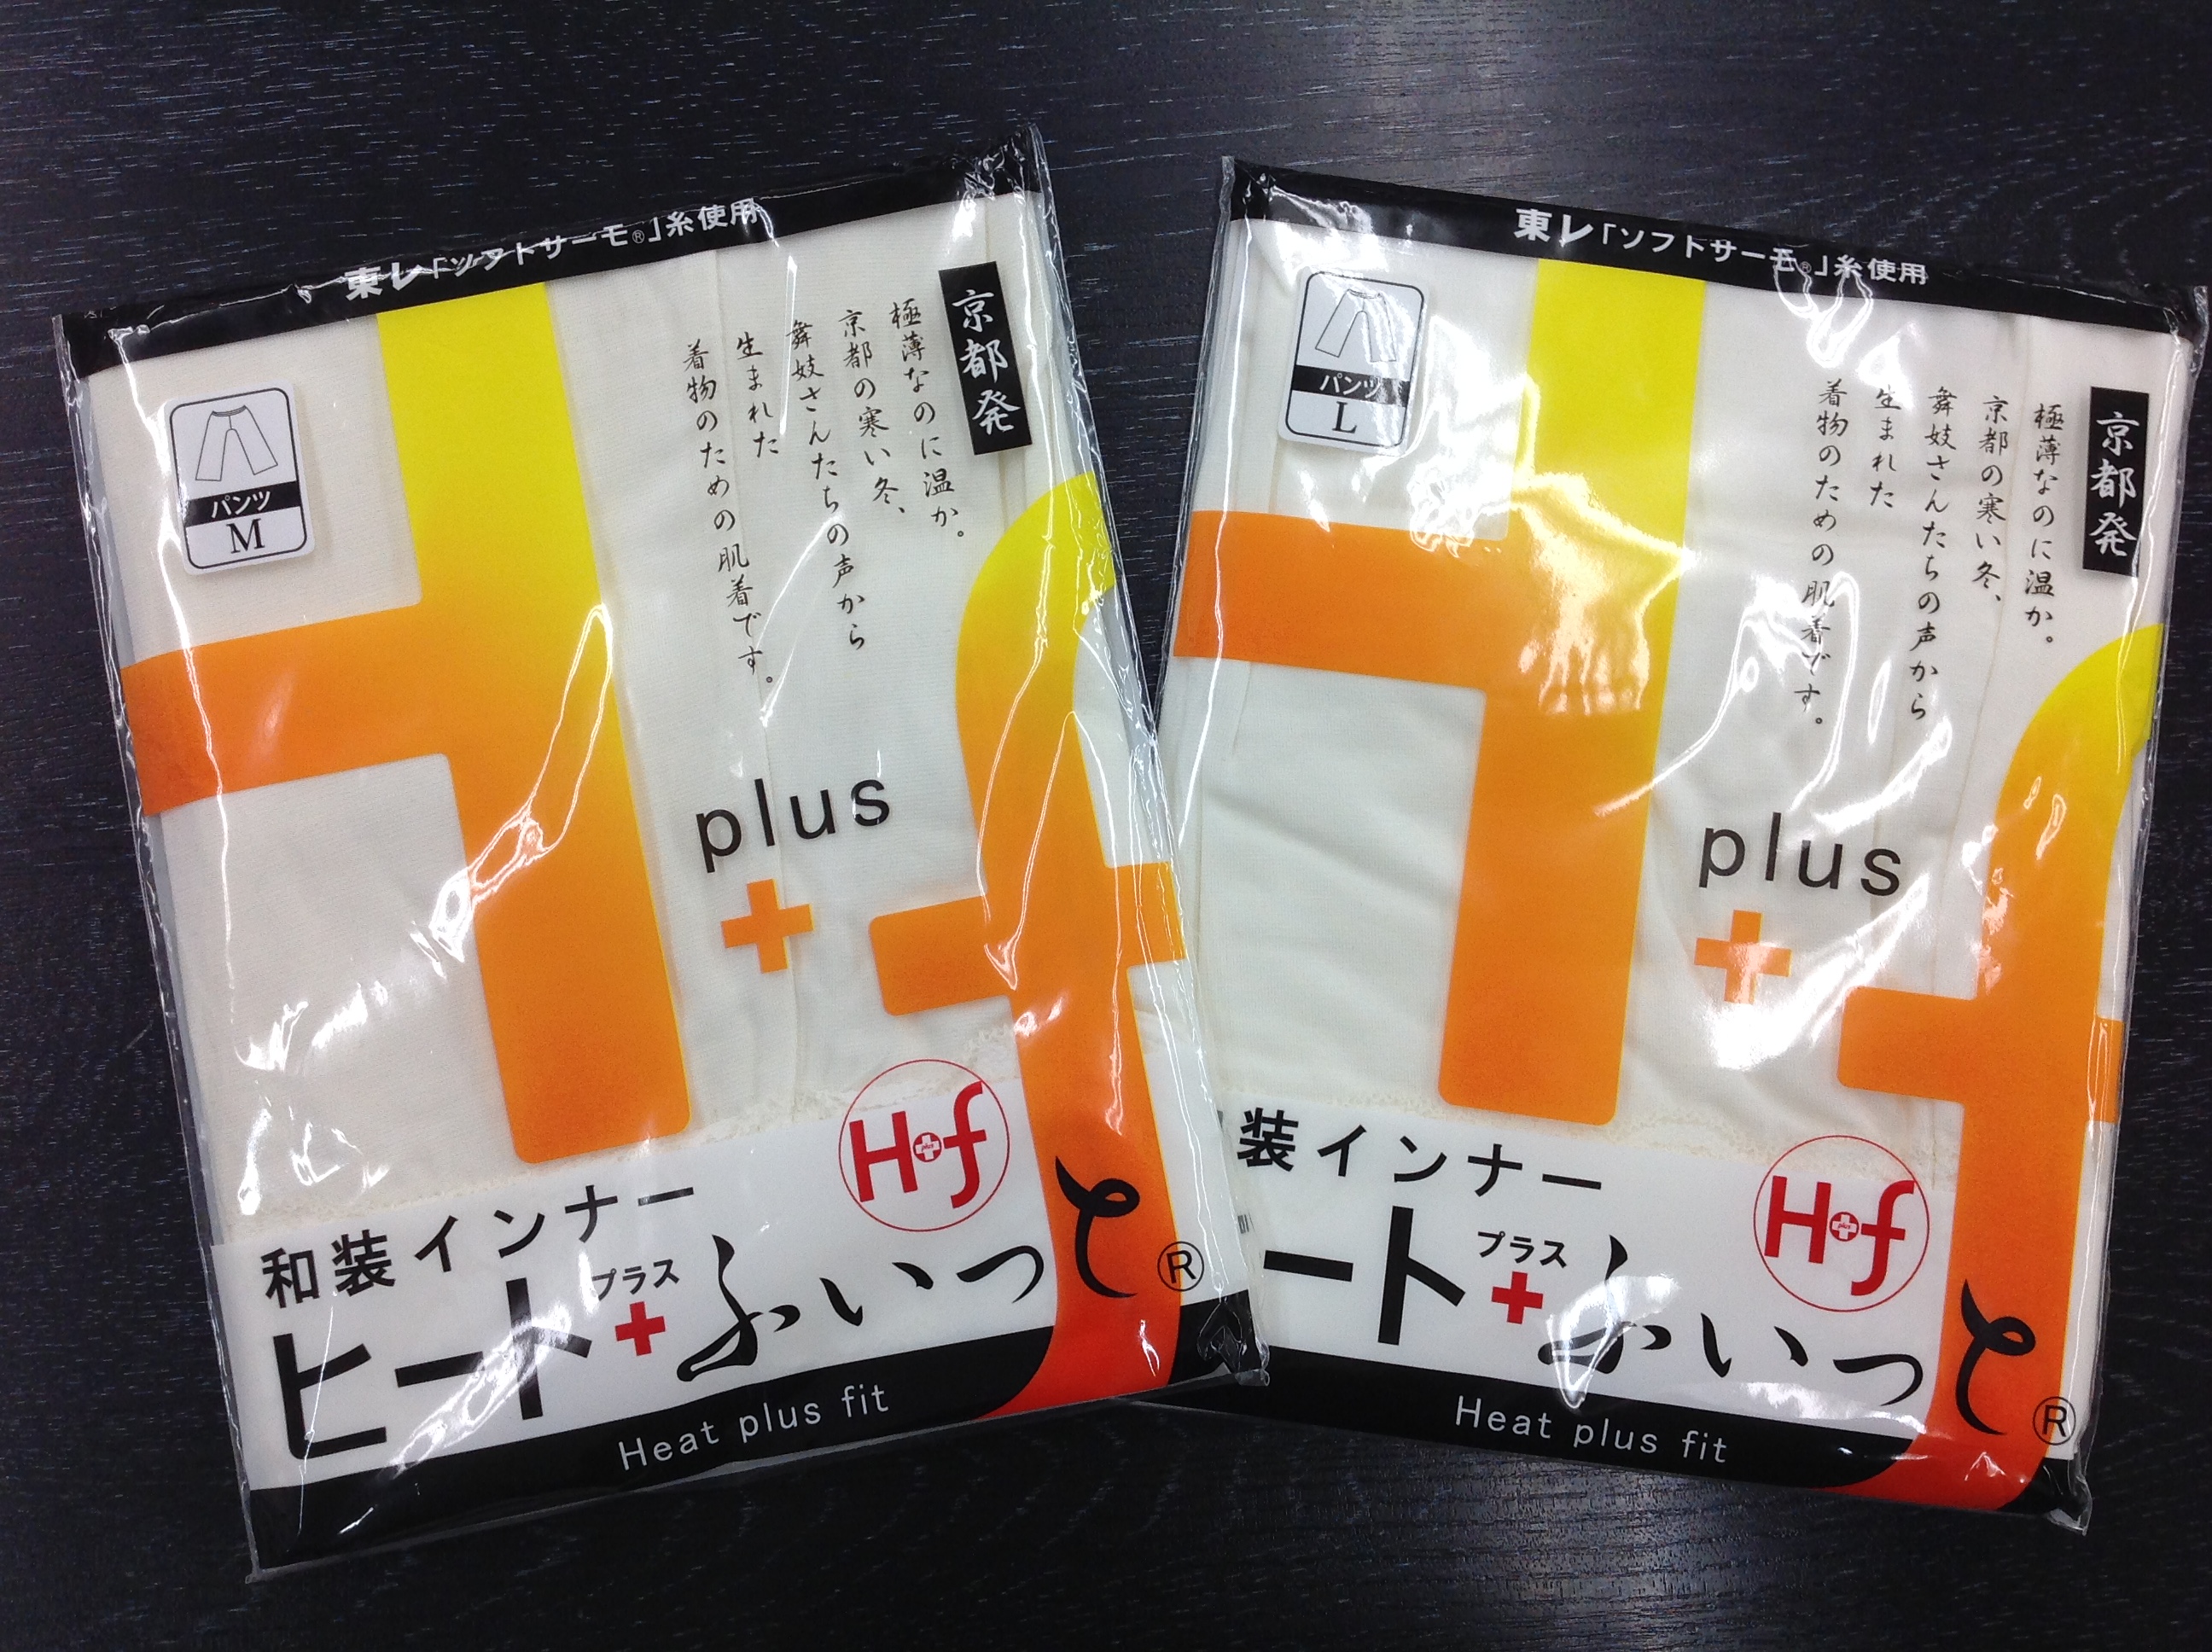 東レ「ソフトサーモ®」糸使用
パンツ
M
京都発
極薄なのに温か。
京都の寒い冬、
舞妓さんたちの声から
生まれた
着物のための肌着です。
plus
+
H+f
和装インナー
ヒート+ふぃっと®
プラス
Heat plus fit
東レ「ソフトサーモ®」糸使用
パンツ
L
京都発
極薄なのに温か。
京都の寒い冬、
舞妓さんたちの声から
生まれた
着物のための肌着です。
plus
+
H+f
装インナー
ート+ふぃっと®
プラス
Heat plus fit